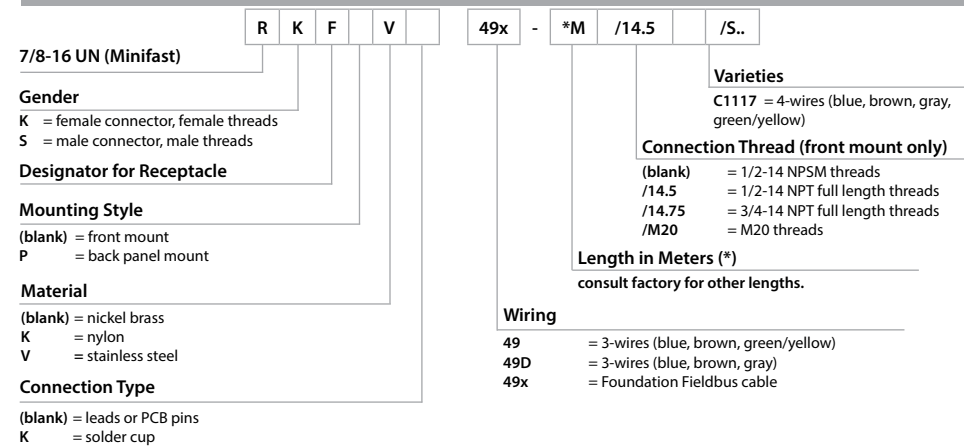 R K F V 49x - *M /14.5 /S..
7/8-16 UN (Minifast)
Gender
K = female connector, female threads
S = male connector, male threads
Designator for Receptacle
Mounting Style
(blank) = front mount
P = back panel mount
Material
(blank) = nickel brass
K = nylon
V = stainless steel
Connection Type
(blank) = leads or PCB pins
K = solder cup
Varieties
C1117 = 4-wires (blue, brown, gray,
green/yellow)
Connection Thread (front mount only)
(blank) = 1/2-14 NPSM threads
/14.5 = 1/2-14 NPT full length threads
/14.75 = 3/4-14 NPT full length threads
/M20 = M20 threads
Length in Meters (*)
consult factory for other lengths.
Wiring
49 = 3-wires (blue, brown, green/yellow)
49D = 3-wires (blue, brown, gray)
49x = Foundation Fieldbus cable